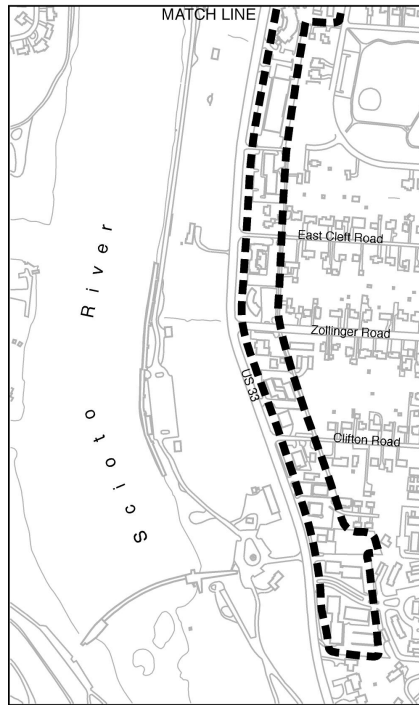 MATCH LINE
East Cleft Road
Zollinger Road
US 33
Clifton Road
Scioto River